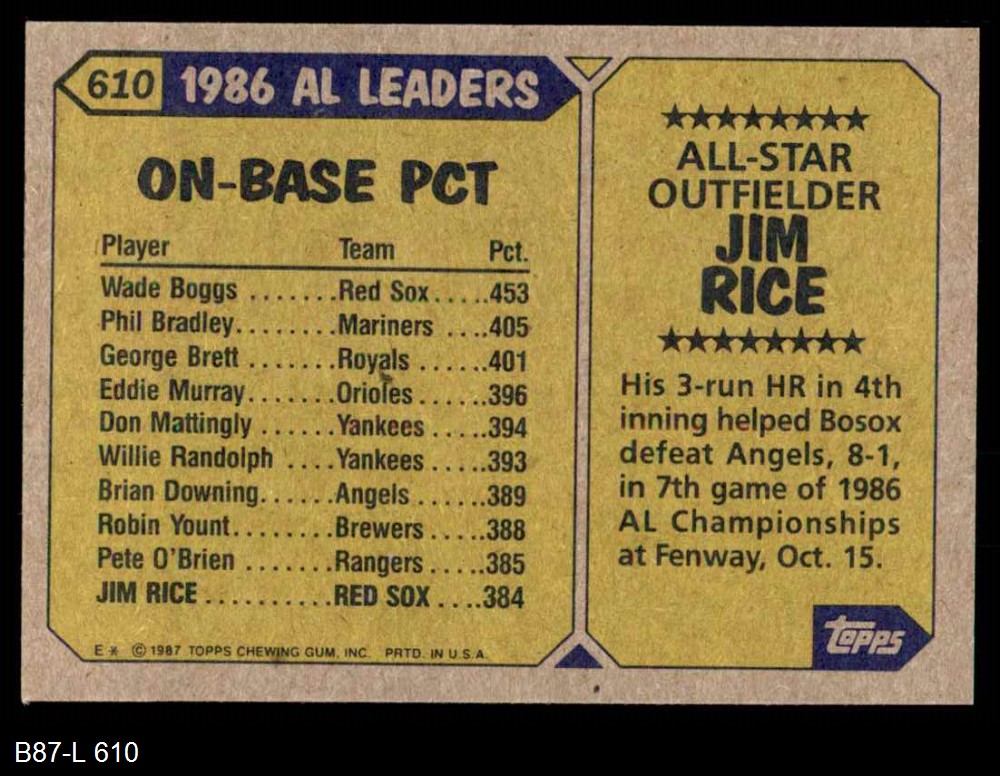 610 1986 AL LEADERS
ON-BASE PCT
Player Team Pct.
Wade Boggs .......Red Sox.....453
Phil Bradley........Mariners ....405
George Brett .......Royals ......401
Eddie Murray.......Orioles......396
Don Mattingly ......Yankees ....394
Willie Randolph ....Yankees....393
Brian Downing......Angels......389
Robin Yount........Brewers....388
Pete O'Brien .......Rangers.....385
JIM RICE ..........RED SOX ....384
E * © 1987 TOPPS CHEWING GUM, INC. PRTD. IN U.S.A.
★★★★★★★★
ALL-STAR
OUTFIELDER
JIM
RICE
★★★★★★★★
His 3-run HR in 4th
inning helped Bosox
defeat Angels, 8-1,
in 7th game of 1986
AL Championships
at Fenway, Oct. 15.
topps
B87-L 610